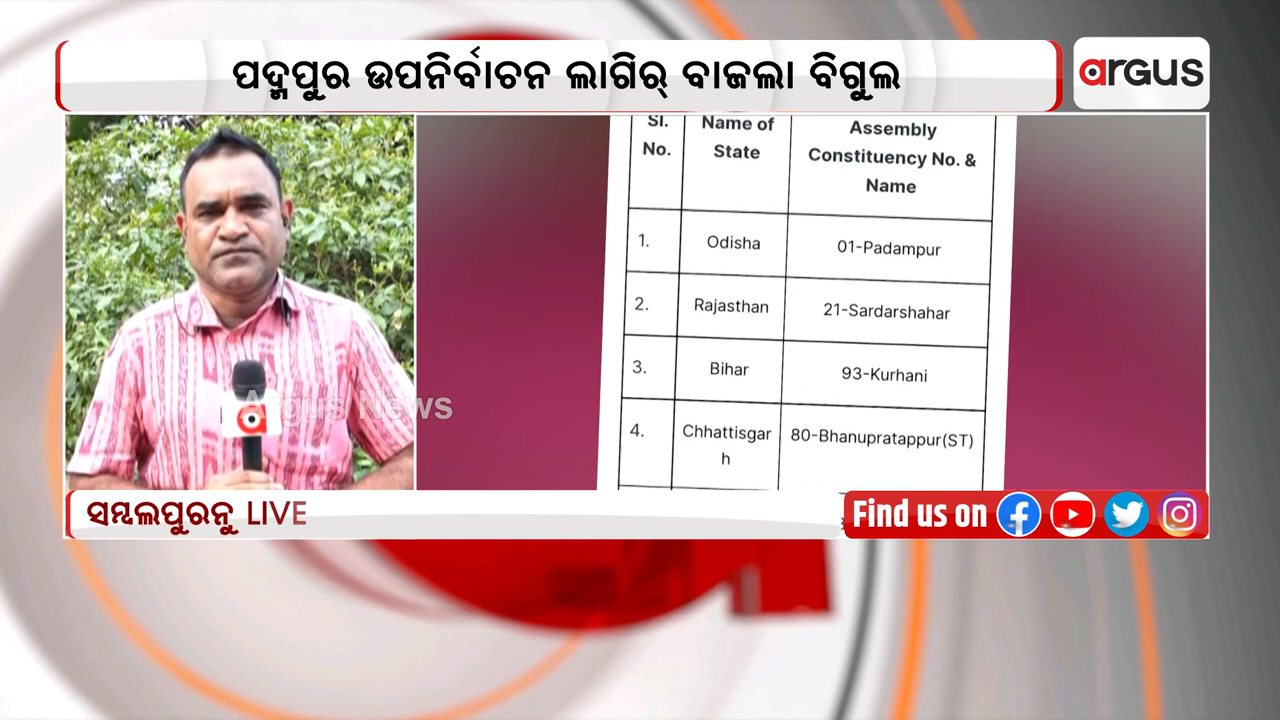 ପଦ୍ମପୁର ଉପନିର୍ବାଚନ ଲାଗିର୍ ବାଜଲା ବିଗୁଲ
argus
Sl. No.
Name of State
Assembly Constituency No. & Name
1. Odisha 01-Padampur
2. Rajasthan 21-Sardarshahar
3. Bihar 93-Kurhani
4. Chhattisgarh 80-Bhanupratappur(ST)
Argus News
ସମ୍ବଲପୁରନୁ LIVE
Find us on